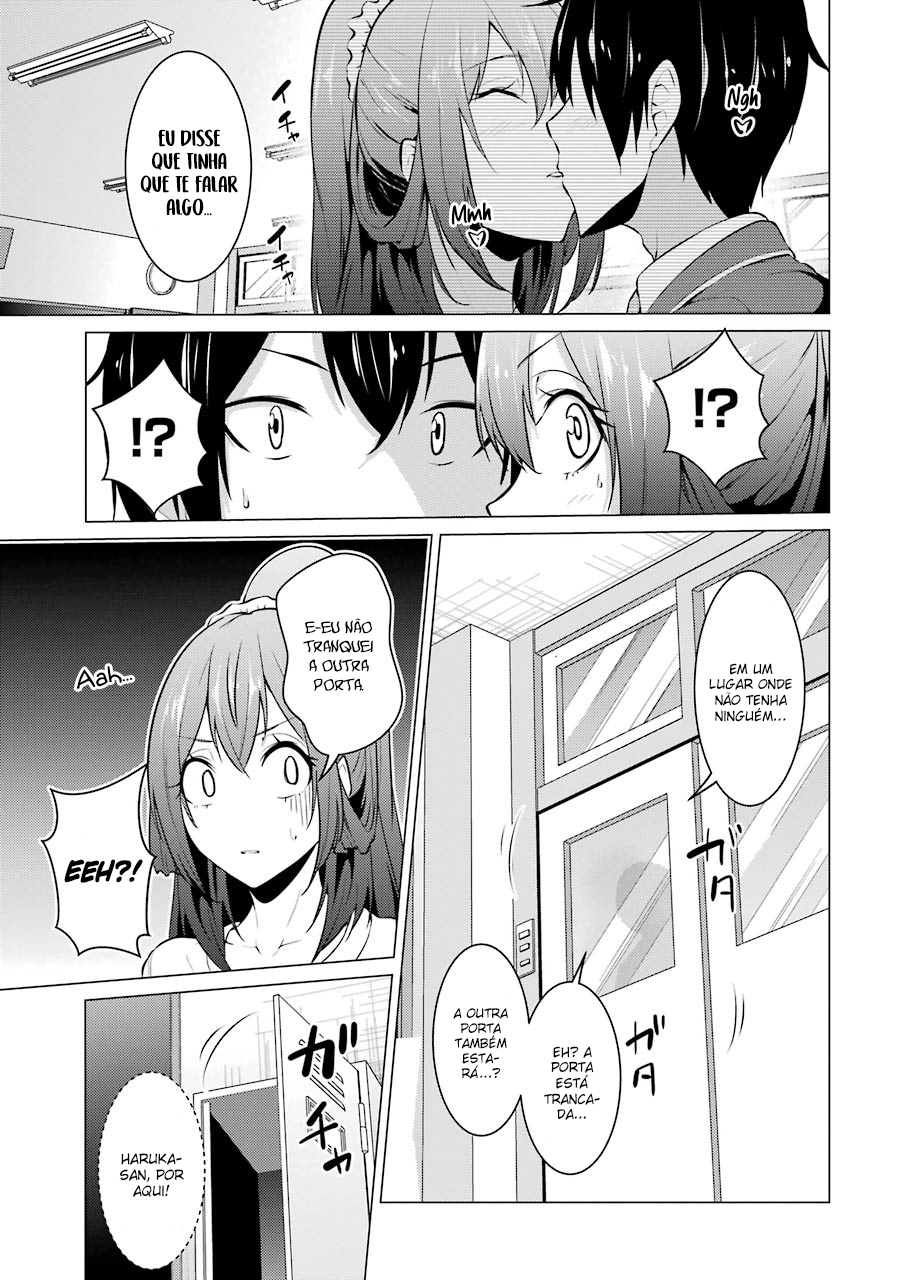 Ngh
イチャ
EU DISSE
QUE TINHA
QUE TE FALAR
ALGO...
Mmh
イチャ
!?
!?
EM UM
LUGAR ONDE
NÃO TENHA
NINGUÉM...
ガタ
EH? A
PORTA
ESTÁ
TRANCA-
DA...
ガタ
A OUTRA
PORTA
TAMBÉM
ESTA-
RÁ...?
E-EU NÃO
TRANQUEI
A OUTRA
PORTA.
Aah...
EEH?!
ガチャ
HARUKA-
SAN, POR
AQUI!